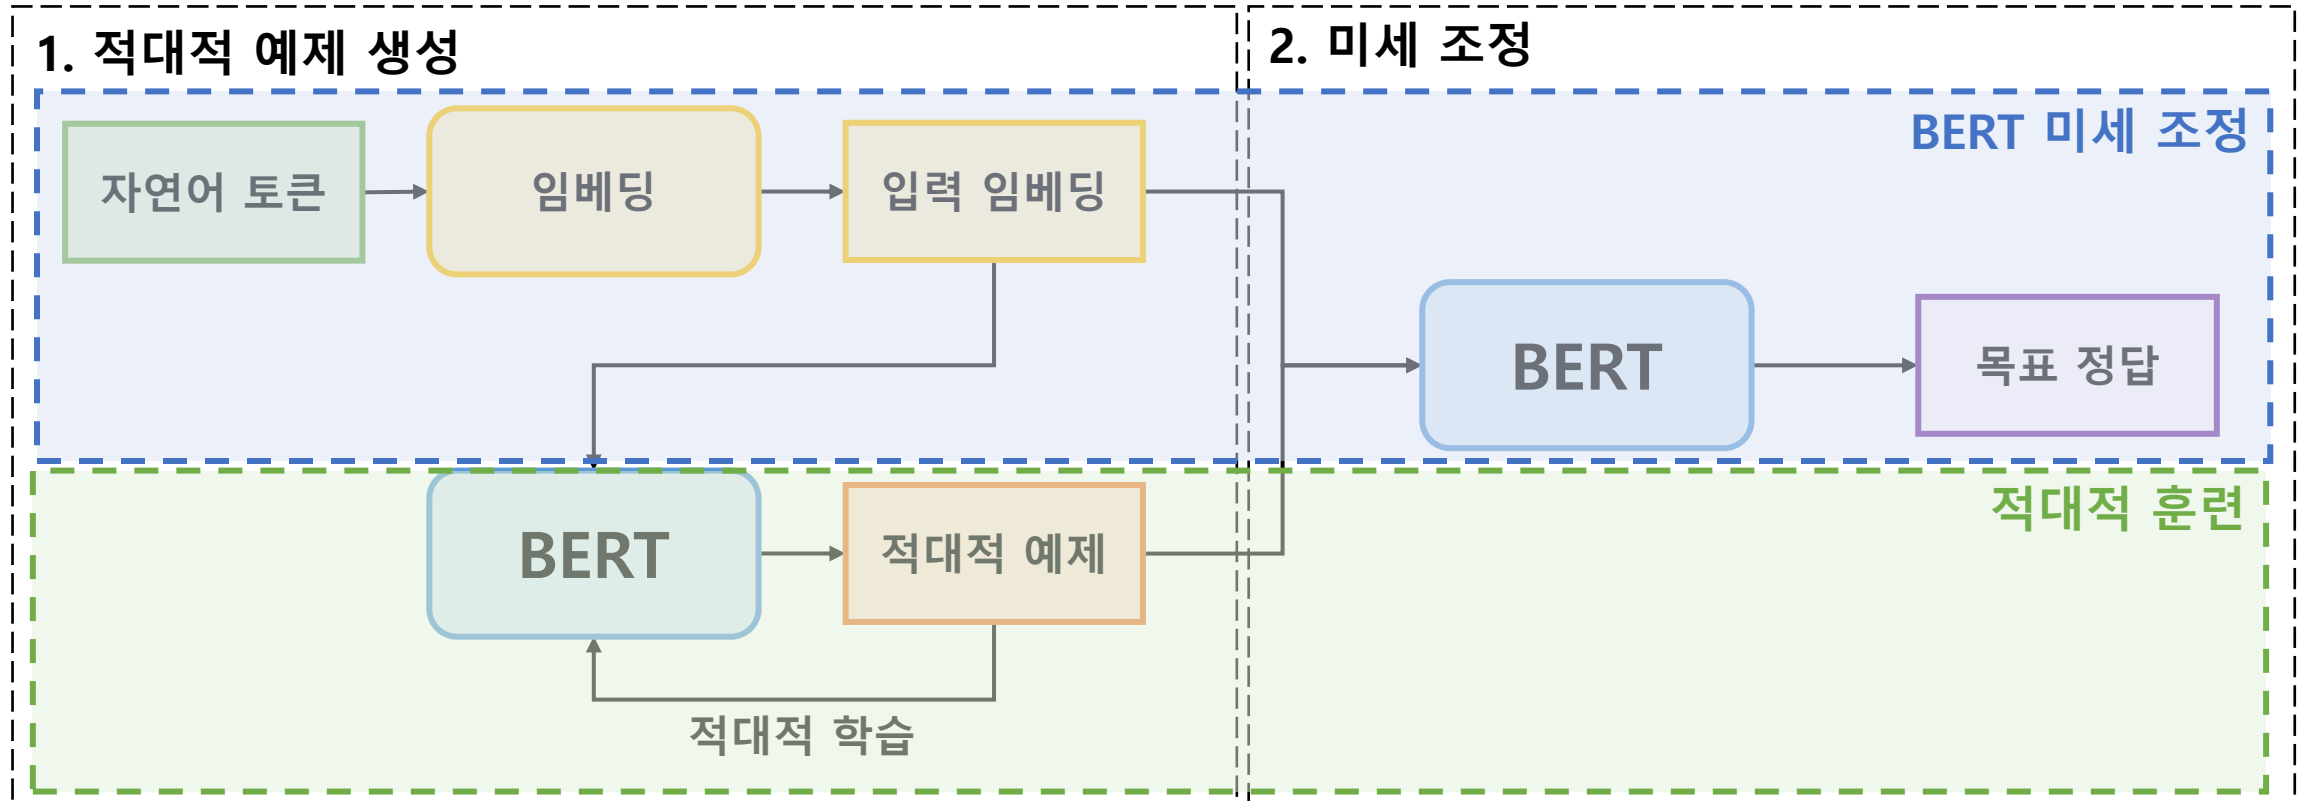 1. 적대적 예제 생성
2. 미세 조정
BERT 미세 조정
자연어 토큰
임베딩
입력 임베딩
BERT
목표 정답
적대적 훈련
BERT
적대적 예제
적대적 학습